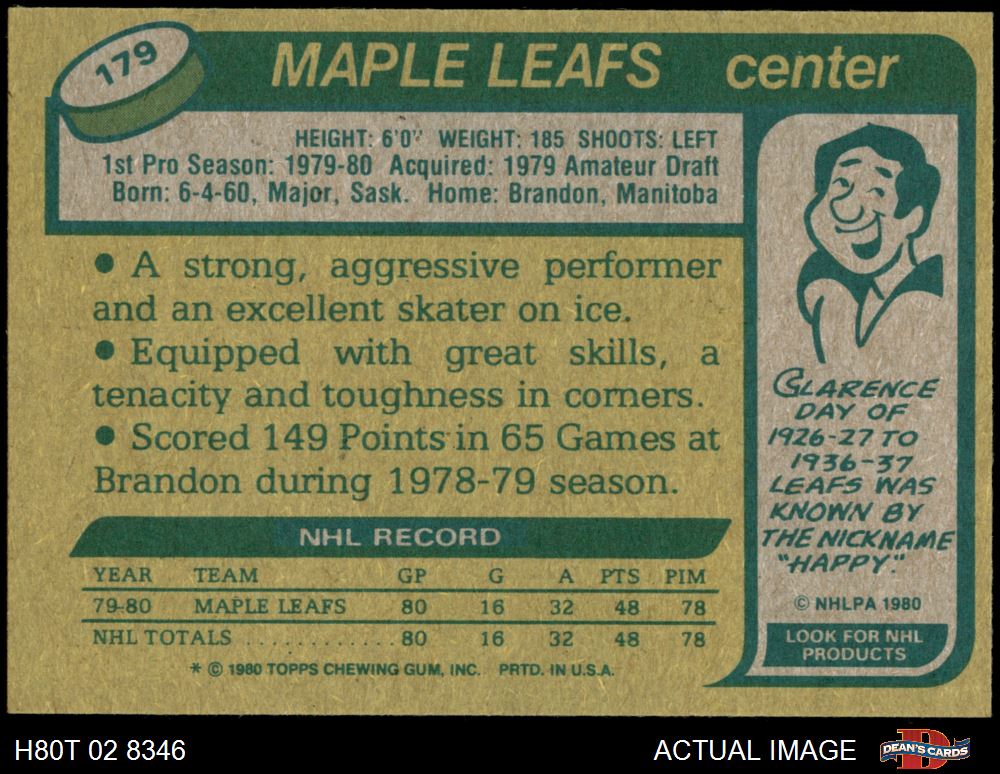 179
MAPLE LEAFS center
HEIGHT: 6'0" WEIGHT: 185 SHOOTS: LEFT
1st Pro Season: 1979-80 Acquired: 1979 Amateur Draft
Born: 6-4-60, Major, Sask. Home: Brandon, Manitoba
● A strong, aggressive performer
and an excellent skater on ice.
● Equipped with great skills, a
tenacity and toughness in corners.
● Scored 149 Points in 65 Games at
Brandon during 1978-79 season.
NHL RECORD
YEAR TEAM GP G A PTS PIM
79-80 MAPLE LEAFS 80 16 32 48 78
NHL TOTALS . . . . . . . . . . . . 80 16 32 48 78
* © 1980 TOPPS CHEWING GUM, INC. PRTD. IN U.S.A.
CLARENCE
DAY OF
1926-27 TO
1936-37
LEAFS WAS
KNOWN BY
THE NICKNAME
"HAPPY."
© NHLPA 1980
LOOK FOR NHL
PRODUCTS
H80T 02 8346 ACTUAL IMAGE
D
DEAN'S CARDS